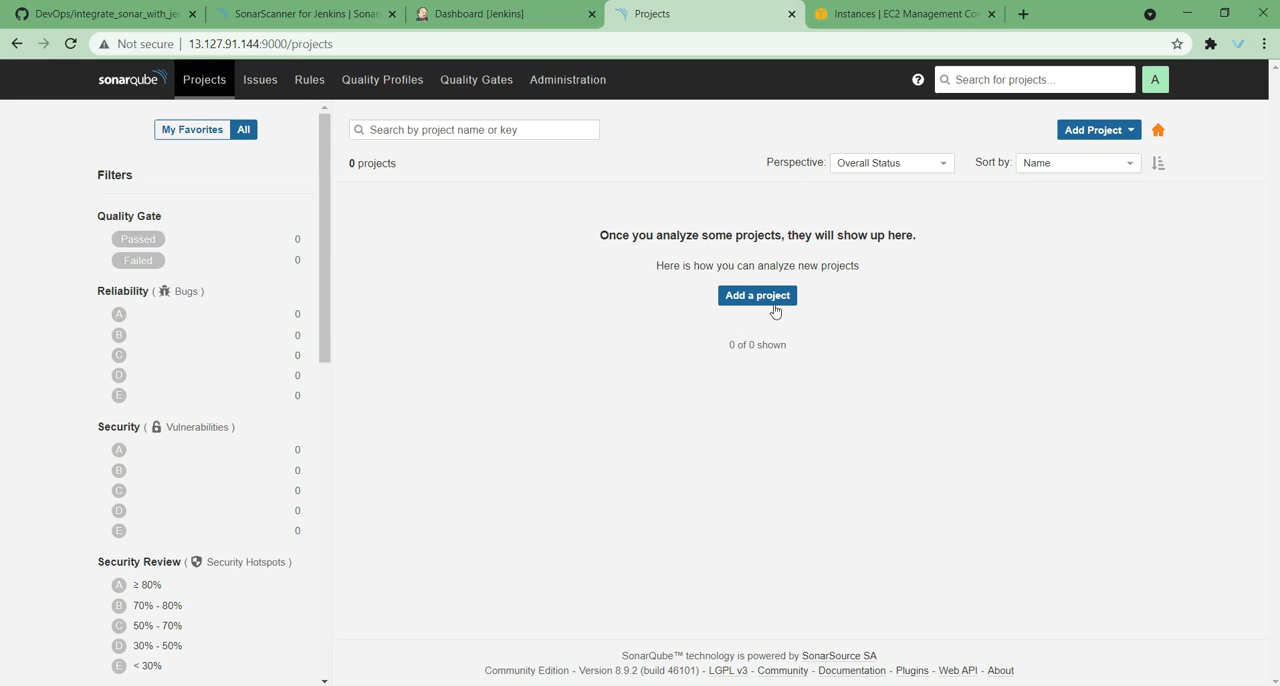 DevOps/integrate_sonar_with_jer
SonarScanner for Jenkins | Sonar
Dashboard [Jenkins]
Projects
Instances | EC2 Management Co
Not secure
13.127.91.144:9000/projects
sonarqube
Projects
Issues
Rules
Quality Profiles
Quality Gates
Administration
Search for projects...
A
My Favorites
All
Search by project name or key
Add Project
0 projects
Perspective:
Overall Status
Sort by:
Name
Filters
Quality Gate
Passed 0
Failed 0
Reliability ( Bugs )
A 0
B 0
C 0
D 0
E 0
Security ( Vulnerabilities )
A 0
B 0
C 0
D 0
E 0
Security Review ( Security Hotspots )
A ≥ 80%
B 70% - 80%
C 50% - 70%
D 30% - 50%
E < 30%
Once you analyze some projects, they will show up here.
Here is how you can analyze new projects
Add a project
0 of 0 shown
SonarQube™ technology is powered by SonarSource SA
Community Edition - Version 8.9.2 (build 46101) - LGPL v3 - Community - Documentation - Plugins - Web API - About